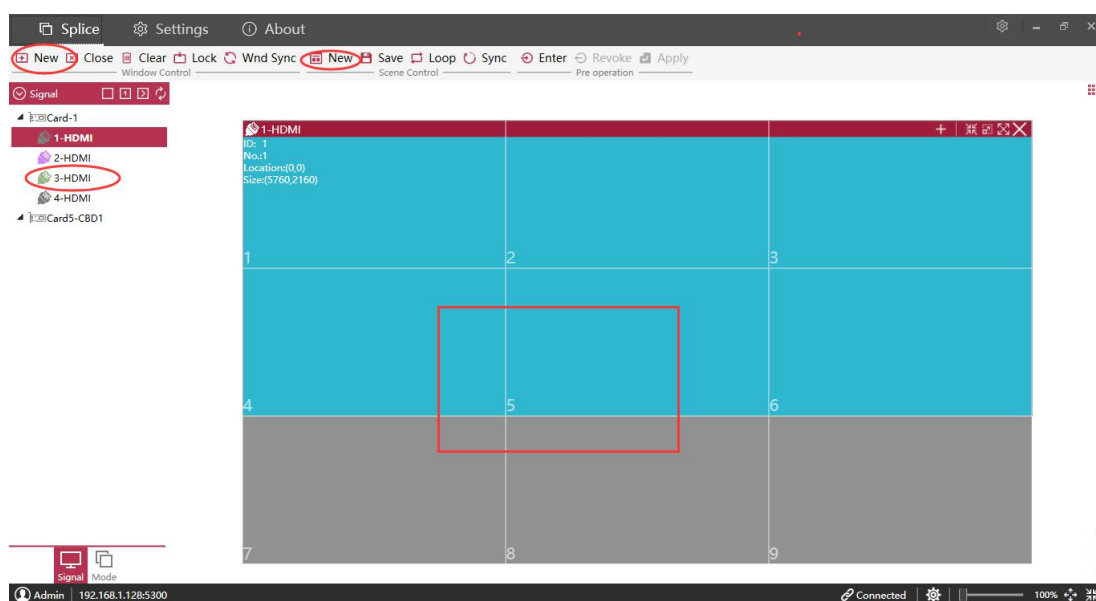 Splice Settings About
New Close Clear Lock Wnd Sync New Save Loop Sync Enter Revoke Apply
Window Control Scene Control Pre operation
Signal
Card-1
1-HDMI
2-HDMI
3-HDMI
4-HDMI
Card5-CBD1
1-HDMI
ID: 1
No.:1
Location:(0,0)
Size:(5760,2160)
1 2 3
4 5 6
7 8 9
Signal Mode
Admin 192.168.1.128:5300 Connected 100%